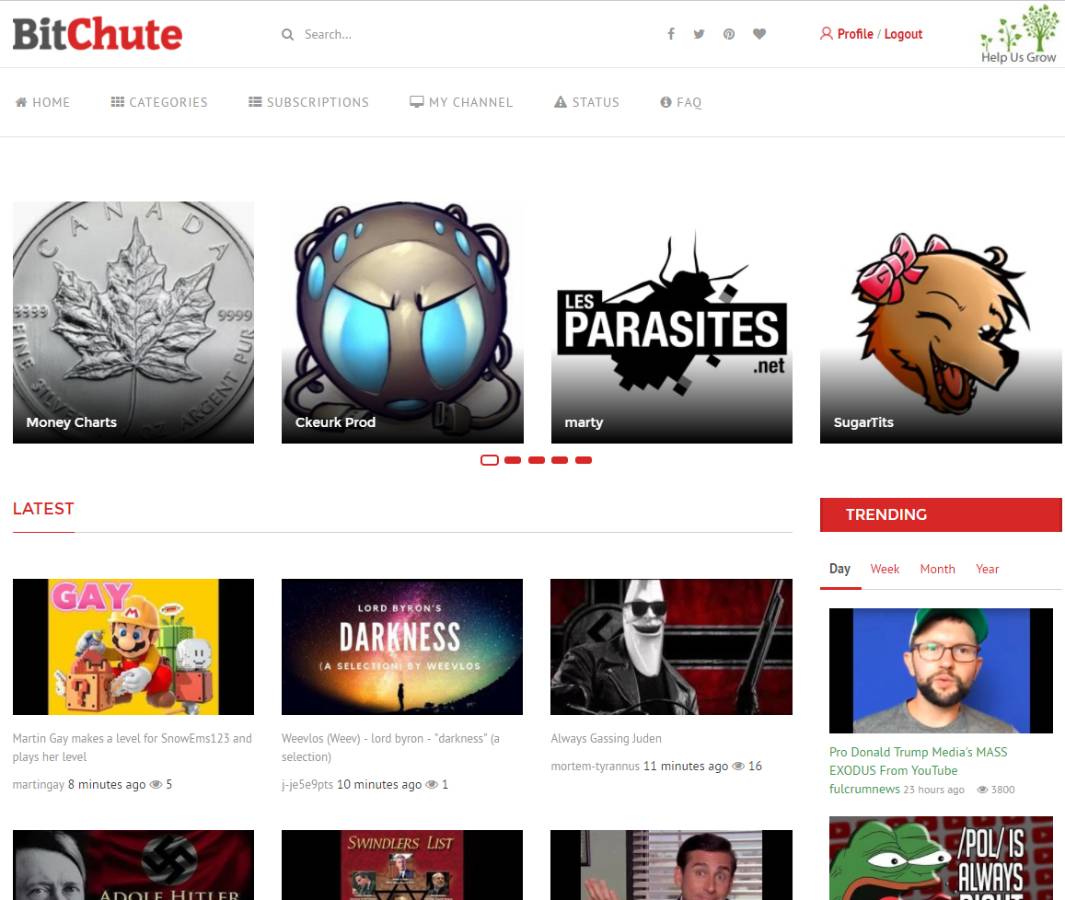 BitChute
Search...
Profile / Logout
Help Us Grow
HOME
CATEGORIES
SUBSCRIPTIONS
MY CHANNEL
STATUS
FAQ
CANADA
9999
9999
FINE SILVER
OZ ARGENT PUR
Money Charts
Ckeurk Prod
LES
PARASITES
.net
marty
SugarTits
LATEST
TRENDING
Day
Week
Month
Year
GAY
Martin Gay makes a level for SnowEms123 and
plays her level
martingay 8 minutes ago 5
LORD BYRON'S
DARKNESS
(A SELECTION) BY WEEVLOS
Weevlos (Weev) - lord byron - "darkness" (a
selection)
j-je5e9pts 10 minutes ago 1
Always Gassing Juden
mortem-tyrannus 11 minutes ago 16
Pro Donald Trump Media's MASS
EXODUS From YouTube
fulcrumnews 23 hours ago 3800
ADOLF HITLER
SWINDLERS LIST
/POL/ IS
ALWAYS
RIGHT